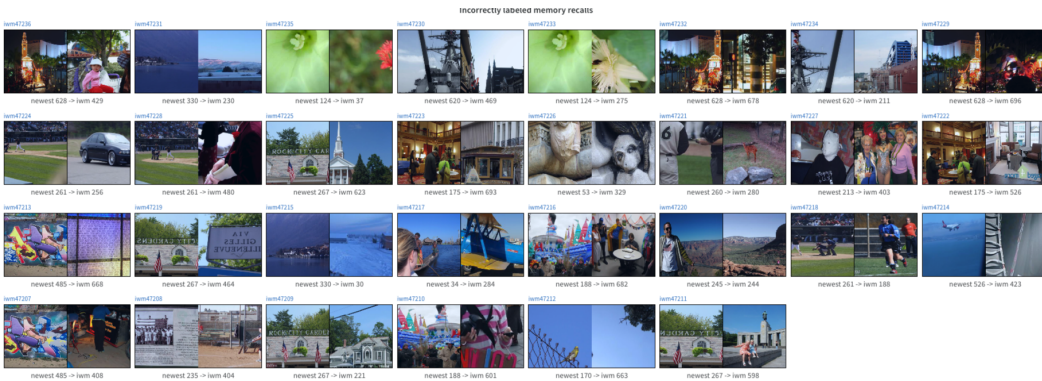 Incorrectly labeled memory recalls
iwm47236 iwm47231 iwm47235 iwm47230 iwm47233 iwm47232 iwm47234 iwm47229
newest 628 -> iwm 429 newest 330 -> iwm 230 newest 124 -> iwm 37 newest 620 -> iwm 469 newest 124 -> iwm 275 newest 628 -> iwm 678 newest 620 -> iwm 211 newest 628 -> iwm 696
iwm47224 iwm47228 iwm47225 iwm47223 iwm47226 iwm47221 iwm47227 iwm47222
newest 261 -> iwm 256 newest 261 -> iwm 480 newest 267 -> iwm 623 newest 175 -> iwm 693 newest 53 -> iwm 329 newest 260 -> iwm 280 newest 213 -> iwm 403 newest 175 -> iwm 526
iwm47213 iwm47219 iwm47215 iwm47217 iwm47216 iwm47220 iwm47218 iwm47214
VIA
GILLES
VILLENEUVE
newest 485 -> iwm 668 newest 267 -> iwm 464 newest 330 -> iwm 30 newest 34 -> iwm 284 newest 188 -> iwm 682 newest 245 -> iwm 244 newest 261 -> iwm 188 newest 526 -> iwm 423
iwm47207 iwm47208 iwm47209 iwm47210 iwm47212 iwm47211
newest 485 -> iwm 408 newest 235 -> iwm 404 newest 267 -> iwm 221 newest 188 -> iwm 601 newest 170 -> iwm 663 newest 267 -> iwm 598